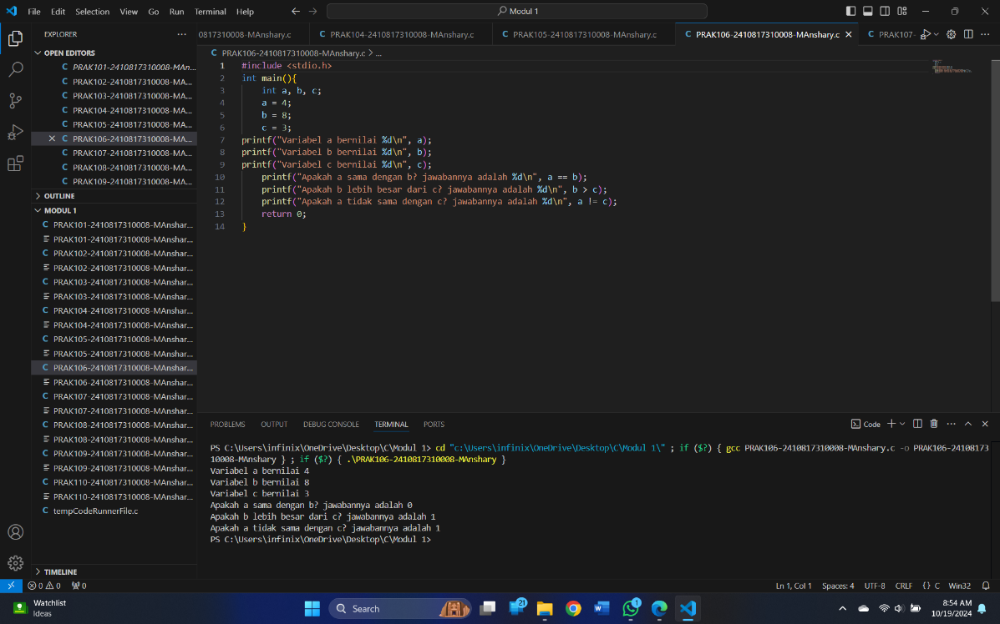 File Edit Selection View Go Run Terminal Help
Modul 1
EXPLORER
0817310008-MAnshary.c
PRAK104-2410817310008-MAnshary.c
PRAK105-2410817310008-MAnshary.c
PRAK106-2410817310008-MAnshary.c
PRAK107-
OPEN EDITORS
PRAK101-2410817310008-MAn...
PRAK102-2410817310008-MA...
PRAK103-2410817310008-MA...
PRAK104-2410817310008-MA...
PRAK105-2410817310008-MA...
PRAK106-2410817310008-MA...
PRAK107-2410817310008-MA...
PRAK108-2410817310008-MA...
PRAK109-2410817310008-MA...
OUTLINE
MODUL 1
C PRAK101-2410817310008-MAnshar...
PRAK101-2410817310008-MAnshar...
C PRAK102-2410817310008-MAnshar...
PRAK102-2410817310008-MAnshar...
C PRAK103-2410817310008-MAnshar...
PRAK103-2410817310008-MAnshar...
C PRAK104-2410817310008-MAnshar...
PRAK104-2410817310008-MAnshar...
C PRAK105-2410817310008-MAnshar...
PRAK105-2410817310008-MAnshar...
C PRAK106-2410817310008-MAnshar...
PRAK106-2410817310008-MAnshar...
C PRAK107-2410817310008-MAnshar...
PRAK107-2410817310008-MAnshar...
C PRAK108-2410817310008-MAnshar...
PRAK108-2410817310008-MAnshar...
C PRAK109-2410817310008-MAnshar...
PRAK109-2410817310008-MAnshar...
C PRAK110-2410817310008-MAnshar...
PRAK110-2410817310008-MAnshar...
C tempCodeRunnerFile.c
TIMELINE
C PRAK106-2410817310008-MAnshary.c > ...
1 #include <stdio.h>
2 int main(){
3 int a, b, c;
4 a = 4;
5 b = 8;
6 c = 3;
7 printf("Variabel a bernilai %d\n", a);
8 printf("Variabel b bernilai %d\n", b);
9 printf("Variabel c bernilai %d\n", c);
10 printf("Apakah a sama dengan b? jawabannya adalah %d\n", a == b);
11 printf("Apakah b lebih besar dari c? jawabannya adalah %d\n", b > c);
12 printf("Apakah a tidak sama dengan c? jawabannya adalah %d\n", a != c);
13 return 0;
14 }
PROBLEMS OUTPUT DEBUG CONSOLE TERMINAL PORTS
Code
PS C:\Users\infinix\OneDrive\Desktop\C\Modul 1> cd "c:\Users\infinix\OneDrive\Desktop\C\Modul 1\" ; if ($?) { gcc PRAK106-2410817310008-MAnshary.c -o PRAK106-24108173
10008-MAnshary } ; if ($?) { .\PRAK106-2410817310008-MAnshary }
Variabel a bernilai 4
Variabel b bernilai 8
Variabel c bernilai 3
Apakah a sama dengan b? jawabannya adalah 0
Apakah b lebih besar dari c? jawabannya adalah 1
Apakah a tidak sama dengan c? jawabannya adalah 1
PS C:\Users\infinix\OneDrive\Desktop\C\Modul 1>
0 0 0
Ln 1, Col 1 Spaces: 4 UTF-8 CRLF {} C Win32
Watchlist
Ideas
Search
21
1
8:54 AM
10/19/2024